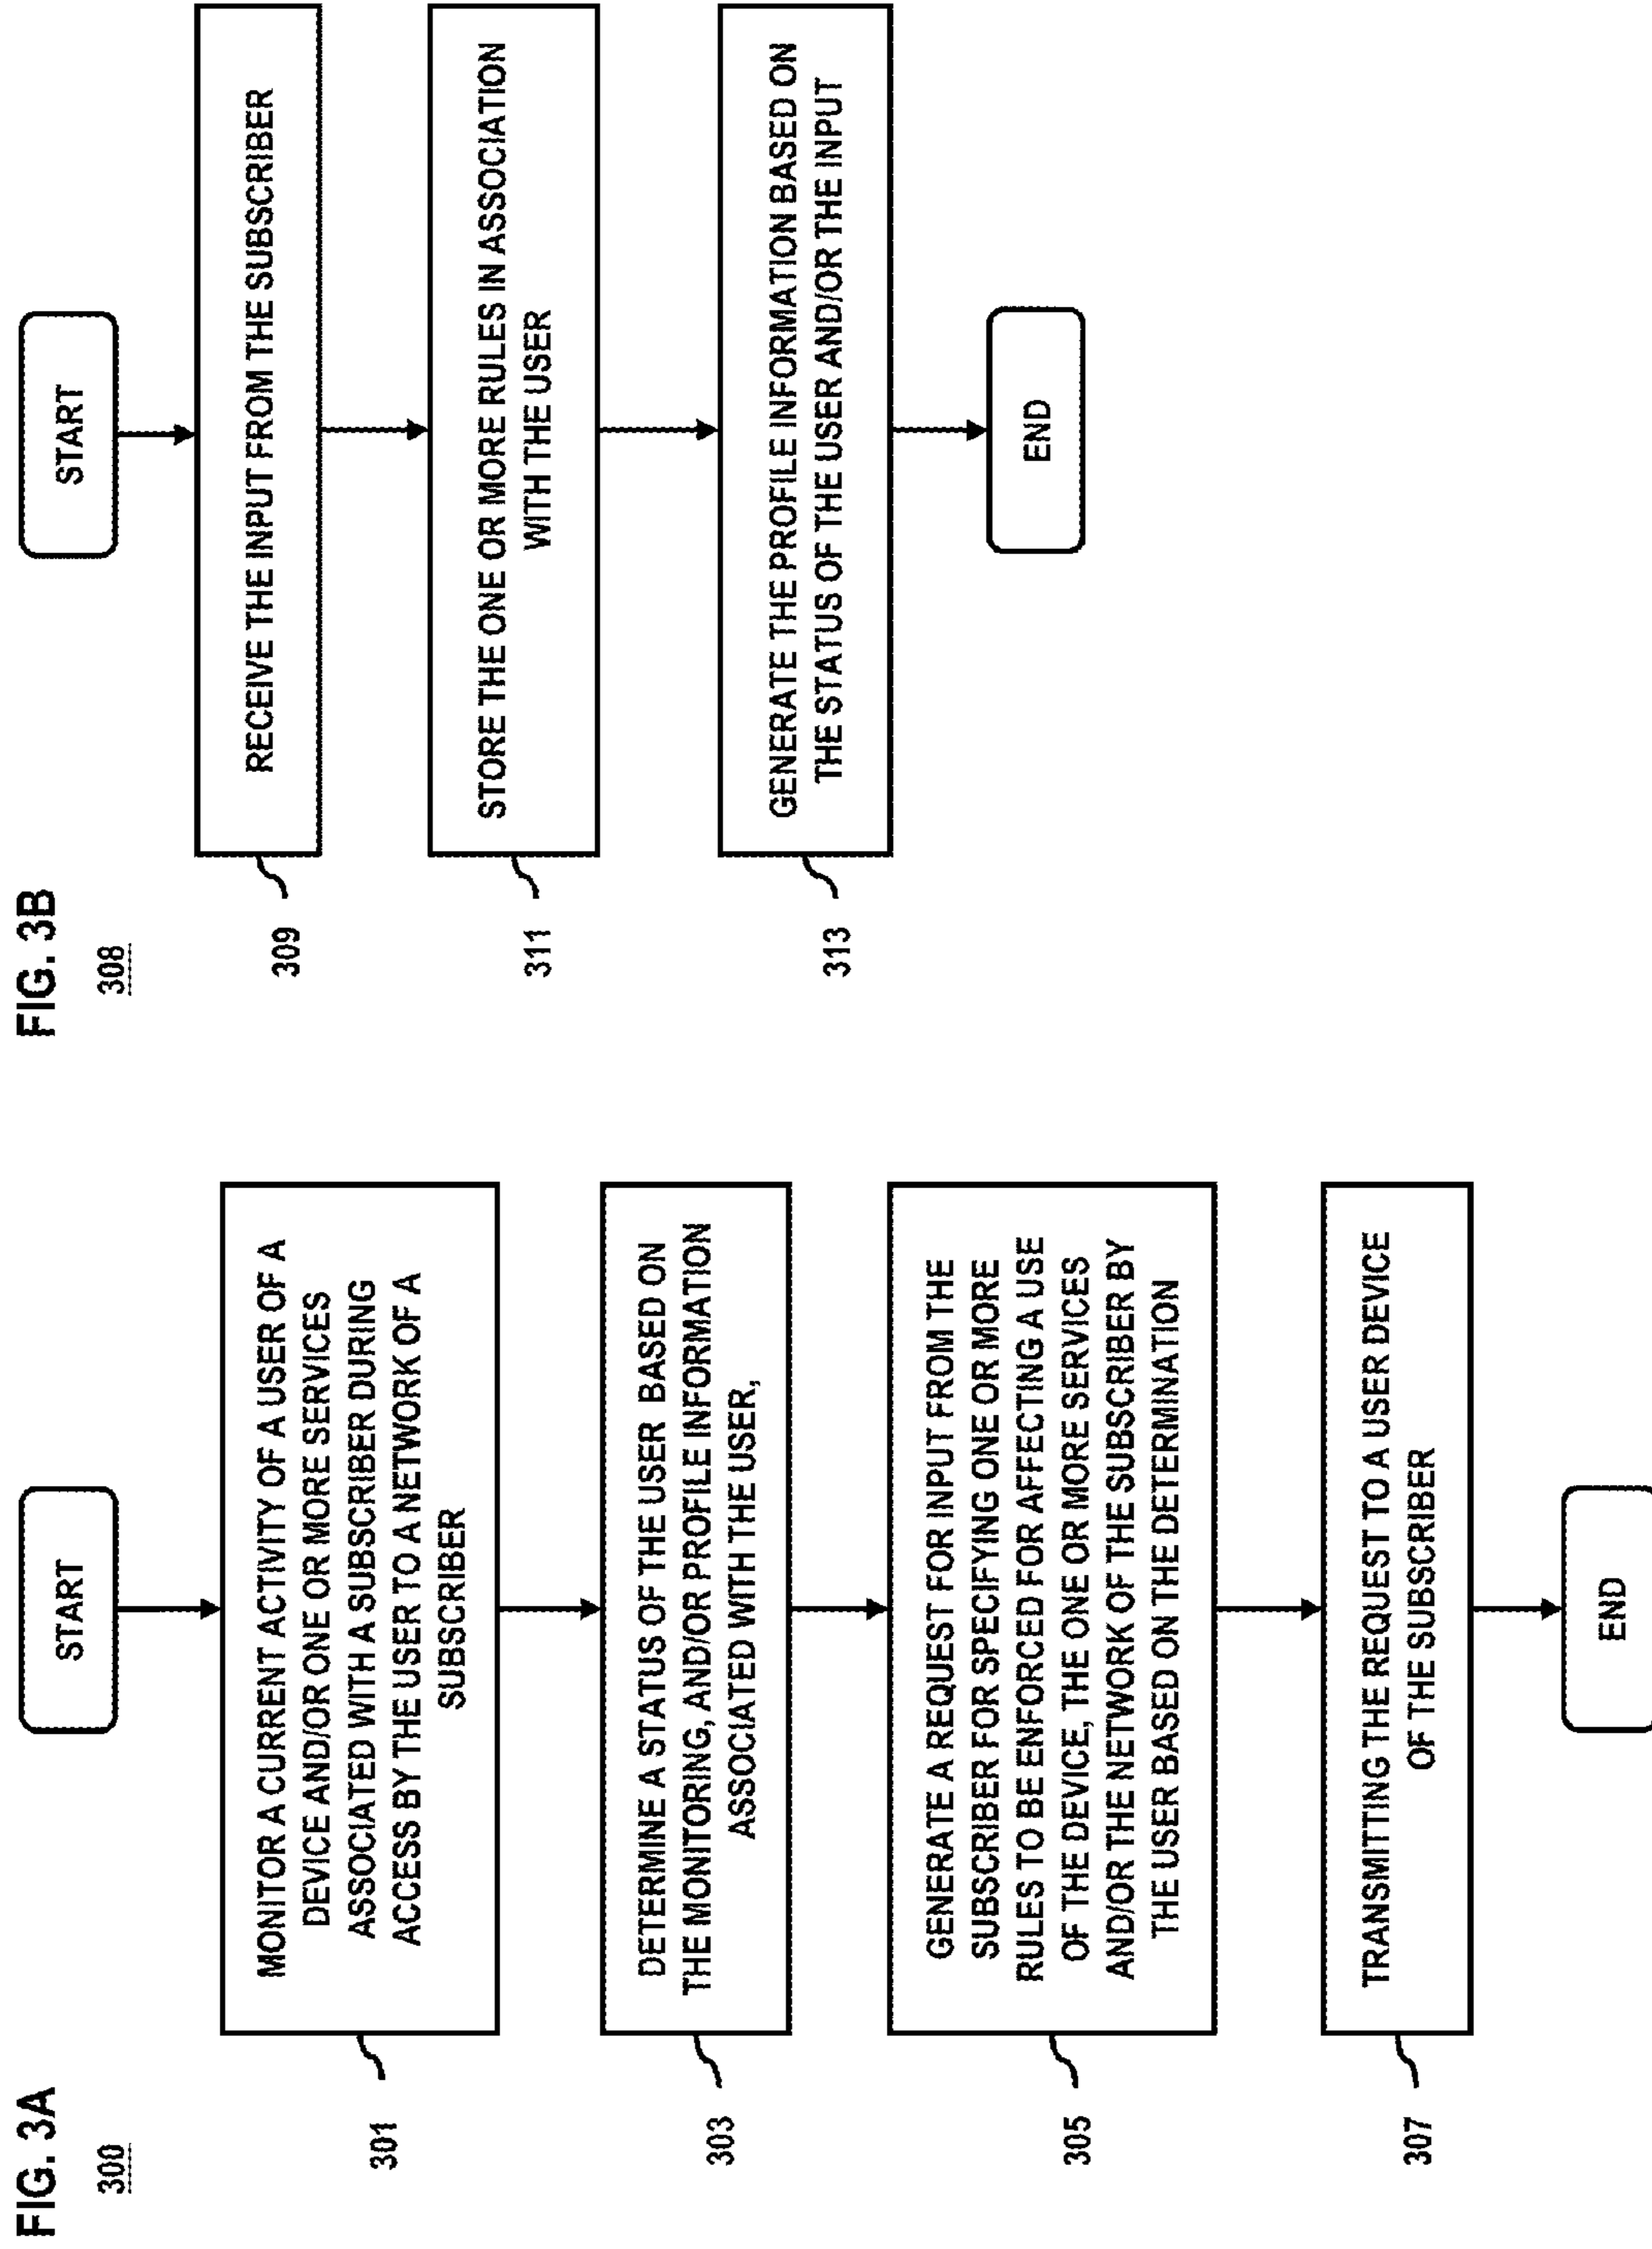 FIG. 3A
300
START
MONITOR A CURRENT ACTIVITY OF A USER OF A
DEVICE AND/OR ONE OR MORE SERVICES
ASSOCIATED WITH A SUBSCRIBER DURING
ACCESS BY THE USER TO A NETWORK OF A
SUBSCRIBER
301
DETERMINE A STATUS OF THE USER BASED ON
THE MONITORING, AND/OR PROFILE INFORMATION
ASSOCIATED WITH THE USER,
303
GENERATE A REQUEST FOR INPUT FROM THE
SUBSCRIBER FOR SPECIFYING ONE OR MORE
RULES TO BE ENFORCED FOR AFFECTING A USE
OF THE DEVICE, THE ONE OR MORE SERVICES
AND/OR THE NETWORK OF THE SUBSCRIBER BY
THE USER BASED ON THE DETERMINATION
305
TRANSMITTING THE REQUEST TO A USER DEVICE
OF THE SUBSCRIBER
307
END
FIG. 3B
308
START
RECEIVE THE INPUT FROM THE SUBSCRIBER
309
STORE THE ONE OR MORE RULES IN ASSOCIATION
WITH THE USER
311
GENERATE THE PROFILE INFORMATION BASED ON
THE STATUS OF THE USER AND/OR THE INPUT
313
END